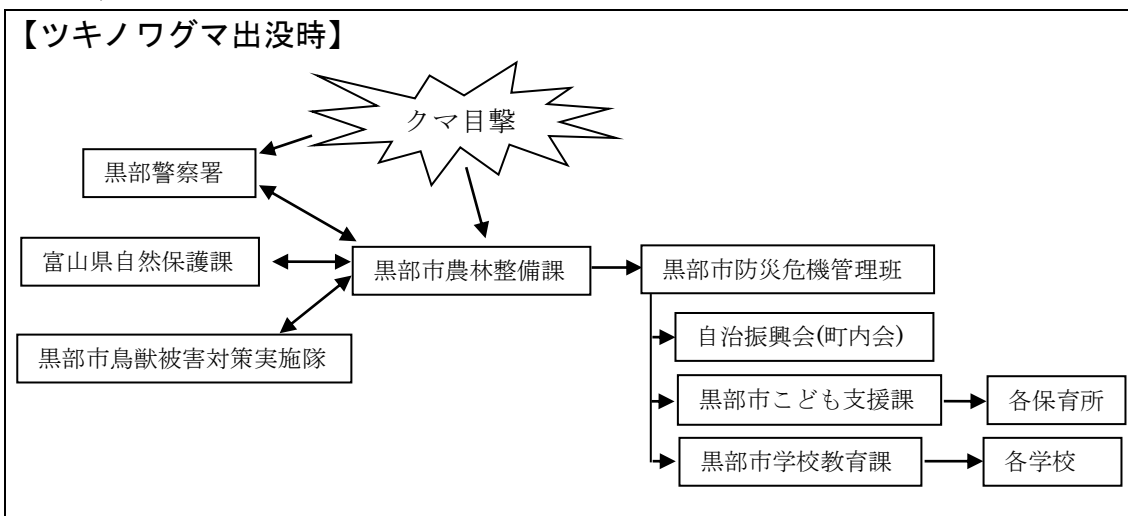 【ツキノワグマ出没時】
クマ目撃
黒部警察署
富山県自然保護課
黒部市農林整備課
黒部市防災危機管理班
黒部市鳥獣被害対策実施隊
自治振興会(町内会)
黒部市こども支援課
各保育所
黒部市学校教育課
各学校